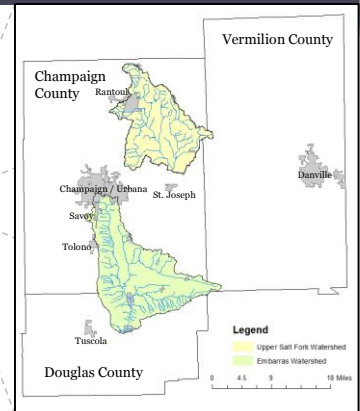 Vermilion County
Champaign
County
Rantoul
Champaign / Urbana
St. Joseph
Danville
Savoy
Tolono
Tuscola
Douglas County
Legend
Upper Salt Fork Watershed
Embarras Watershed
0 4.5 9 18 Miles